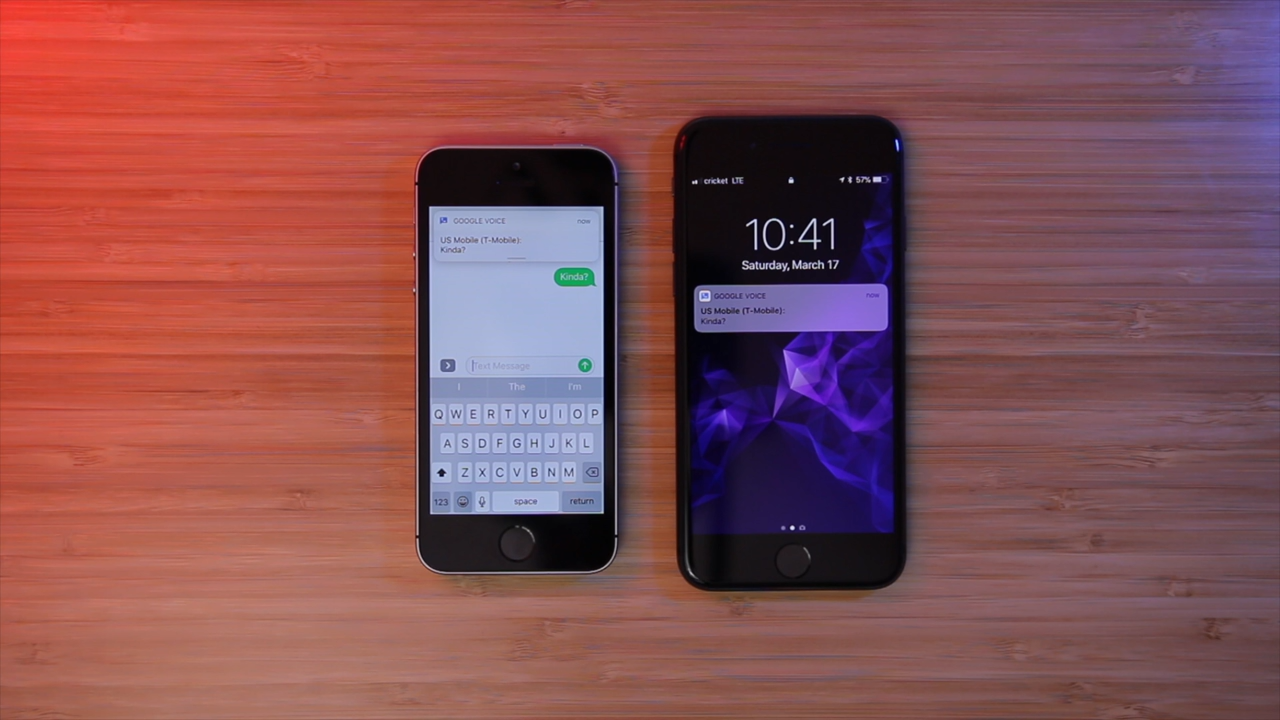 GOOGLE VOICE now
US Mobile (T-Mobile):
Kinda?
Kinda?
Text Message
I The I'm
Q W E R T Y U I O P
A S D F G H J K L
Z X C V B N M
123 space return
cricket LTE 57%
10:41
Saturday, March 17
GOOGLE VOICE now
US Mobile (T-Mobile):
Kinda?